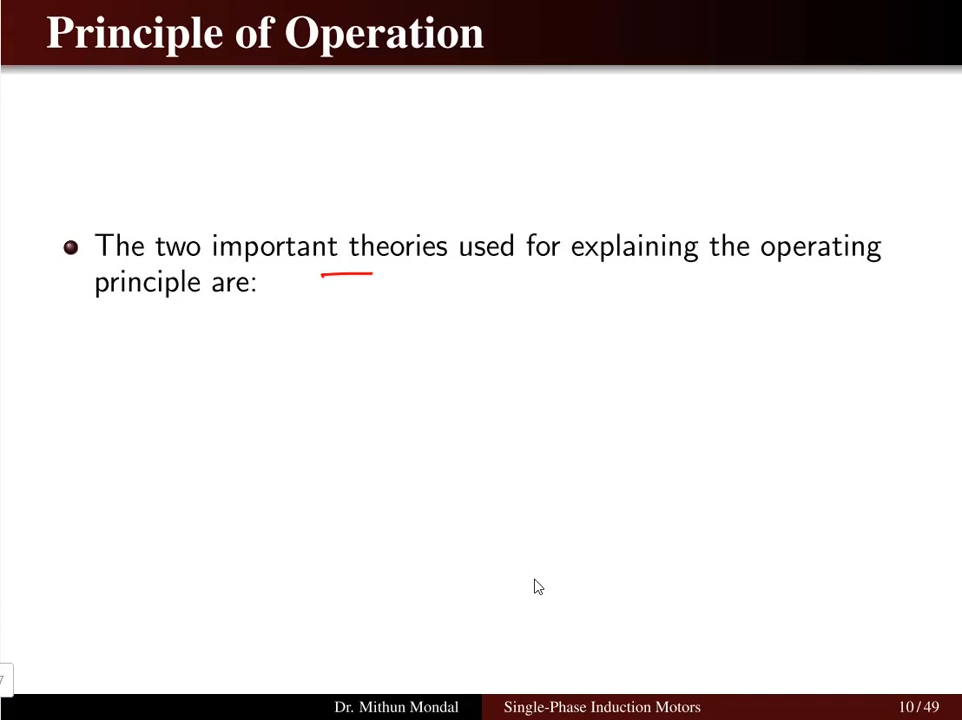 Principle of Operation
The two important theories used for explaining the operating
principle are:
7
Dr. Mithun Mondal
Single-Phase Induction Motors
10 / 49